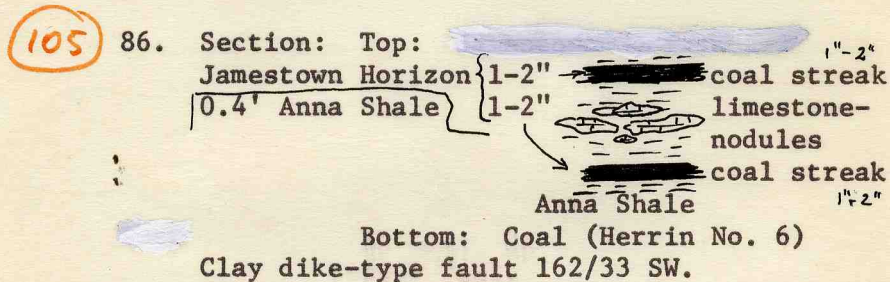 105 86. Section: Top:
1"-2"
Jamestown Horizon 1-2" coal streak
0.4' Anna Shale 1-2" limestone-
nodules
coal streak
Anna Shale 1"-2"
Bottom: Coal (Herrin No. 6)
Clay dike-type fault 162/33 SW.